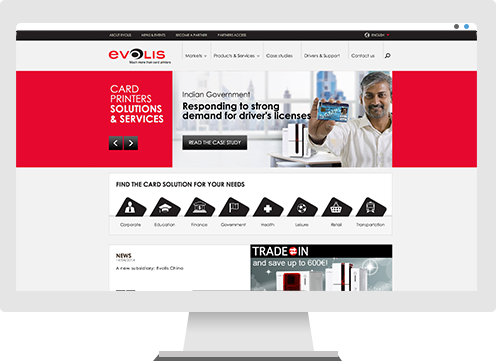 ABOUT EVOLIS NEWS & EVENTS BECOME A PARTNER PARTNERS ACCESS ENGLISH
evolis
Much more than card printers.
Markets Products & Services Case studies Drivers & Support Contact us
CARD
PRINTERS
SOLUTIONS
& SERVICES
Indian Government
Responding to strong
demand for driver's licenses
READ THE CASE STUDY
FIND THE CARD SOLUTION FOR YOUR NEEDS
Corporate Education Finance Government Health Leisure Retail Transportation
NEWS
A new subsidiary: Evolis China
TRADE IN
and save up to 600€!